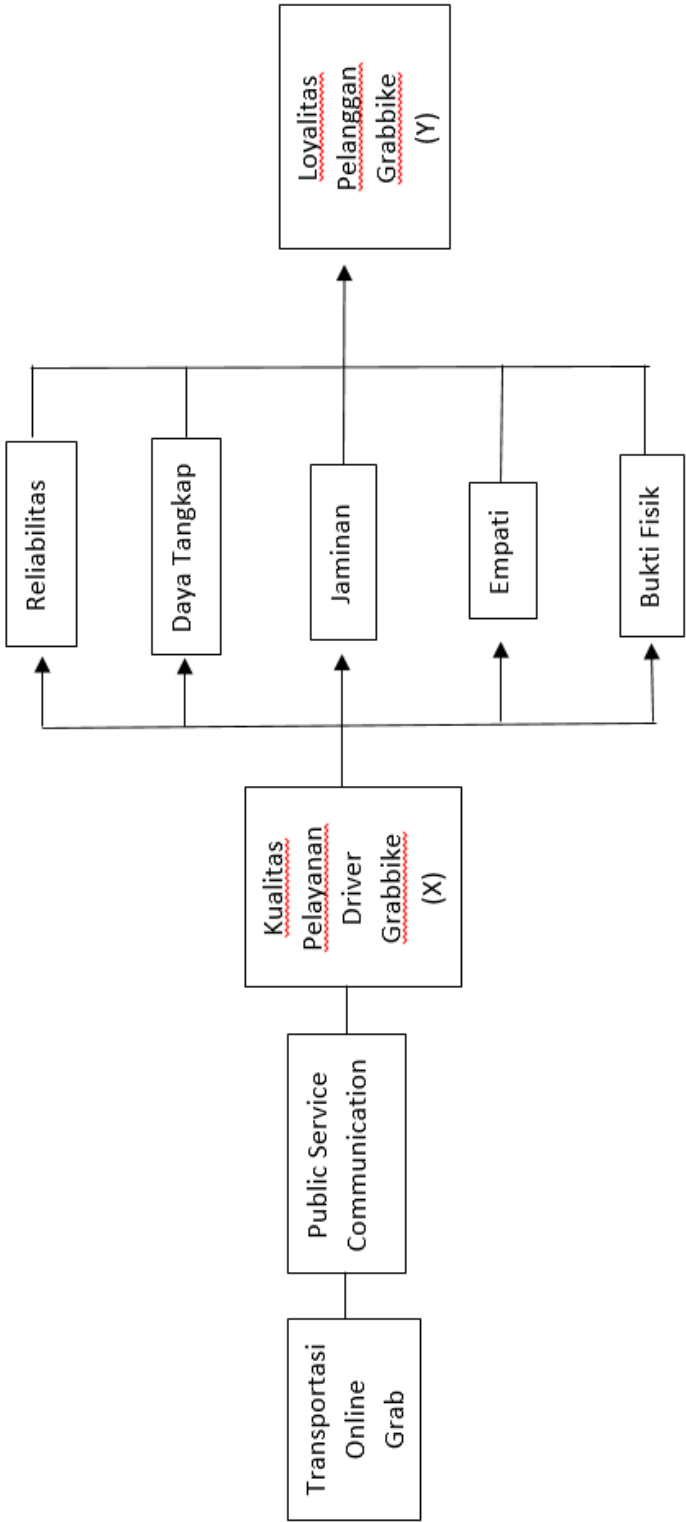 Transportasi
Online
Grab
Public Service
Communication
Kualitas
Pelayanan
Driver
Grabbike
(X)
Reliabilitas
Daya Tangkap
Jaminan
Empati
Bukti Fisik
Loyalitas
Pelanggan
Grabbike
(Y)